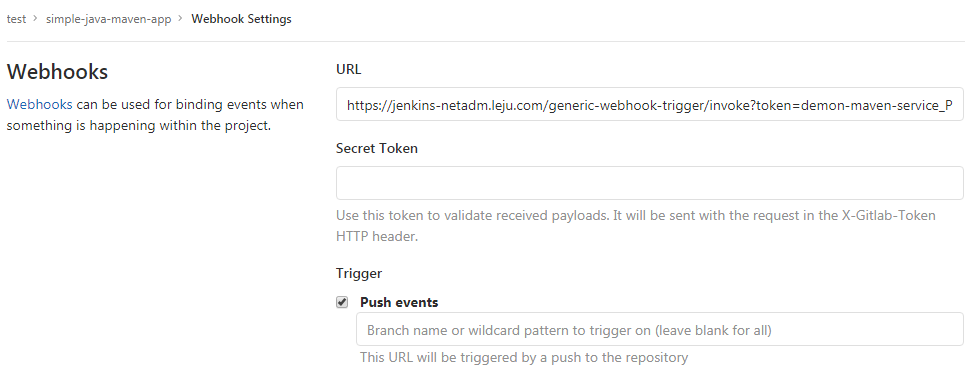 test > simple-java-maven-app > Webhook Settings
Webhooks
Webhooks can be used for binding events when
something is happening within the project.
URL
https://jenkins-netadm.leju.com/generic-webhook-trigger/invoke?token=demon-maven-service_P
Secret Token
Use this token to validate received payloads. It will be sent with the request in the X-Gitlab-Token
HTTP header.
Trigger
Push events
Branch name or wildcard pattern to trigger on (leave blank for all)
This URL will be triggered by a push to the repository